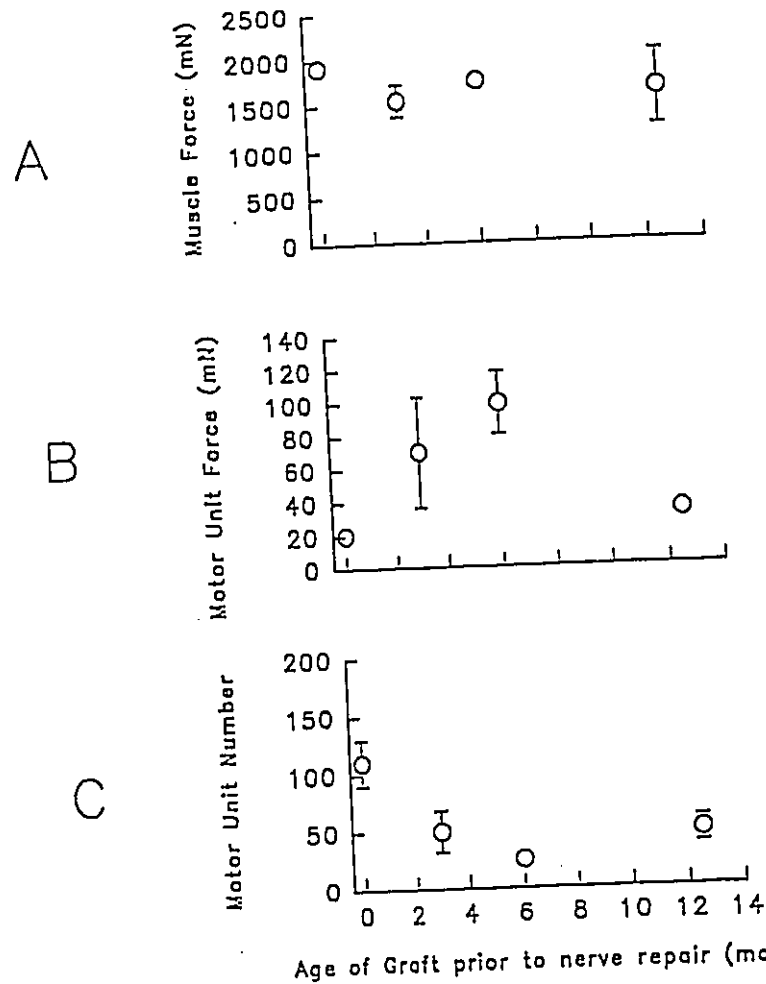 A
Muscle Force (mN)
2500
2000
1500
1000
500
0
B
Motor Unit Force (mN)
140
120
100
80
60
40
20
0
C
Motor Unit Number
200
150
100
50
0
0 2 4 6 8 10 12 14
Age of Graft prior to nerve repair (mo